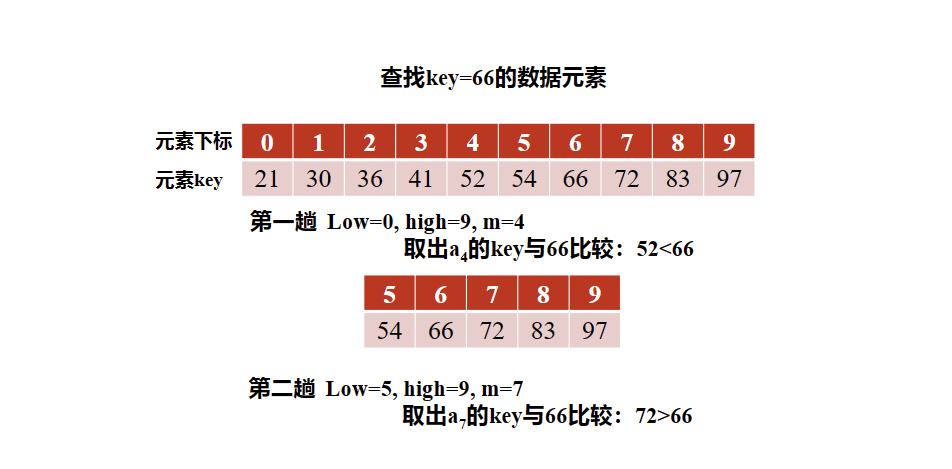 查找key=66的数据元素
元素下标 0 1 2 3 4 5 6 7 8 9
元素key 21 30 36 41 52 54 66 72 83 97
第一趟 Low=0, high=9, m=4
取出a4的key与66比较：52<66
5 6 7 8 9
54 66 72 83 97
第二趟 Low=5, high=9, m=7
取出a7的key与66比较：72>66